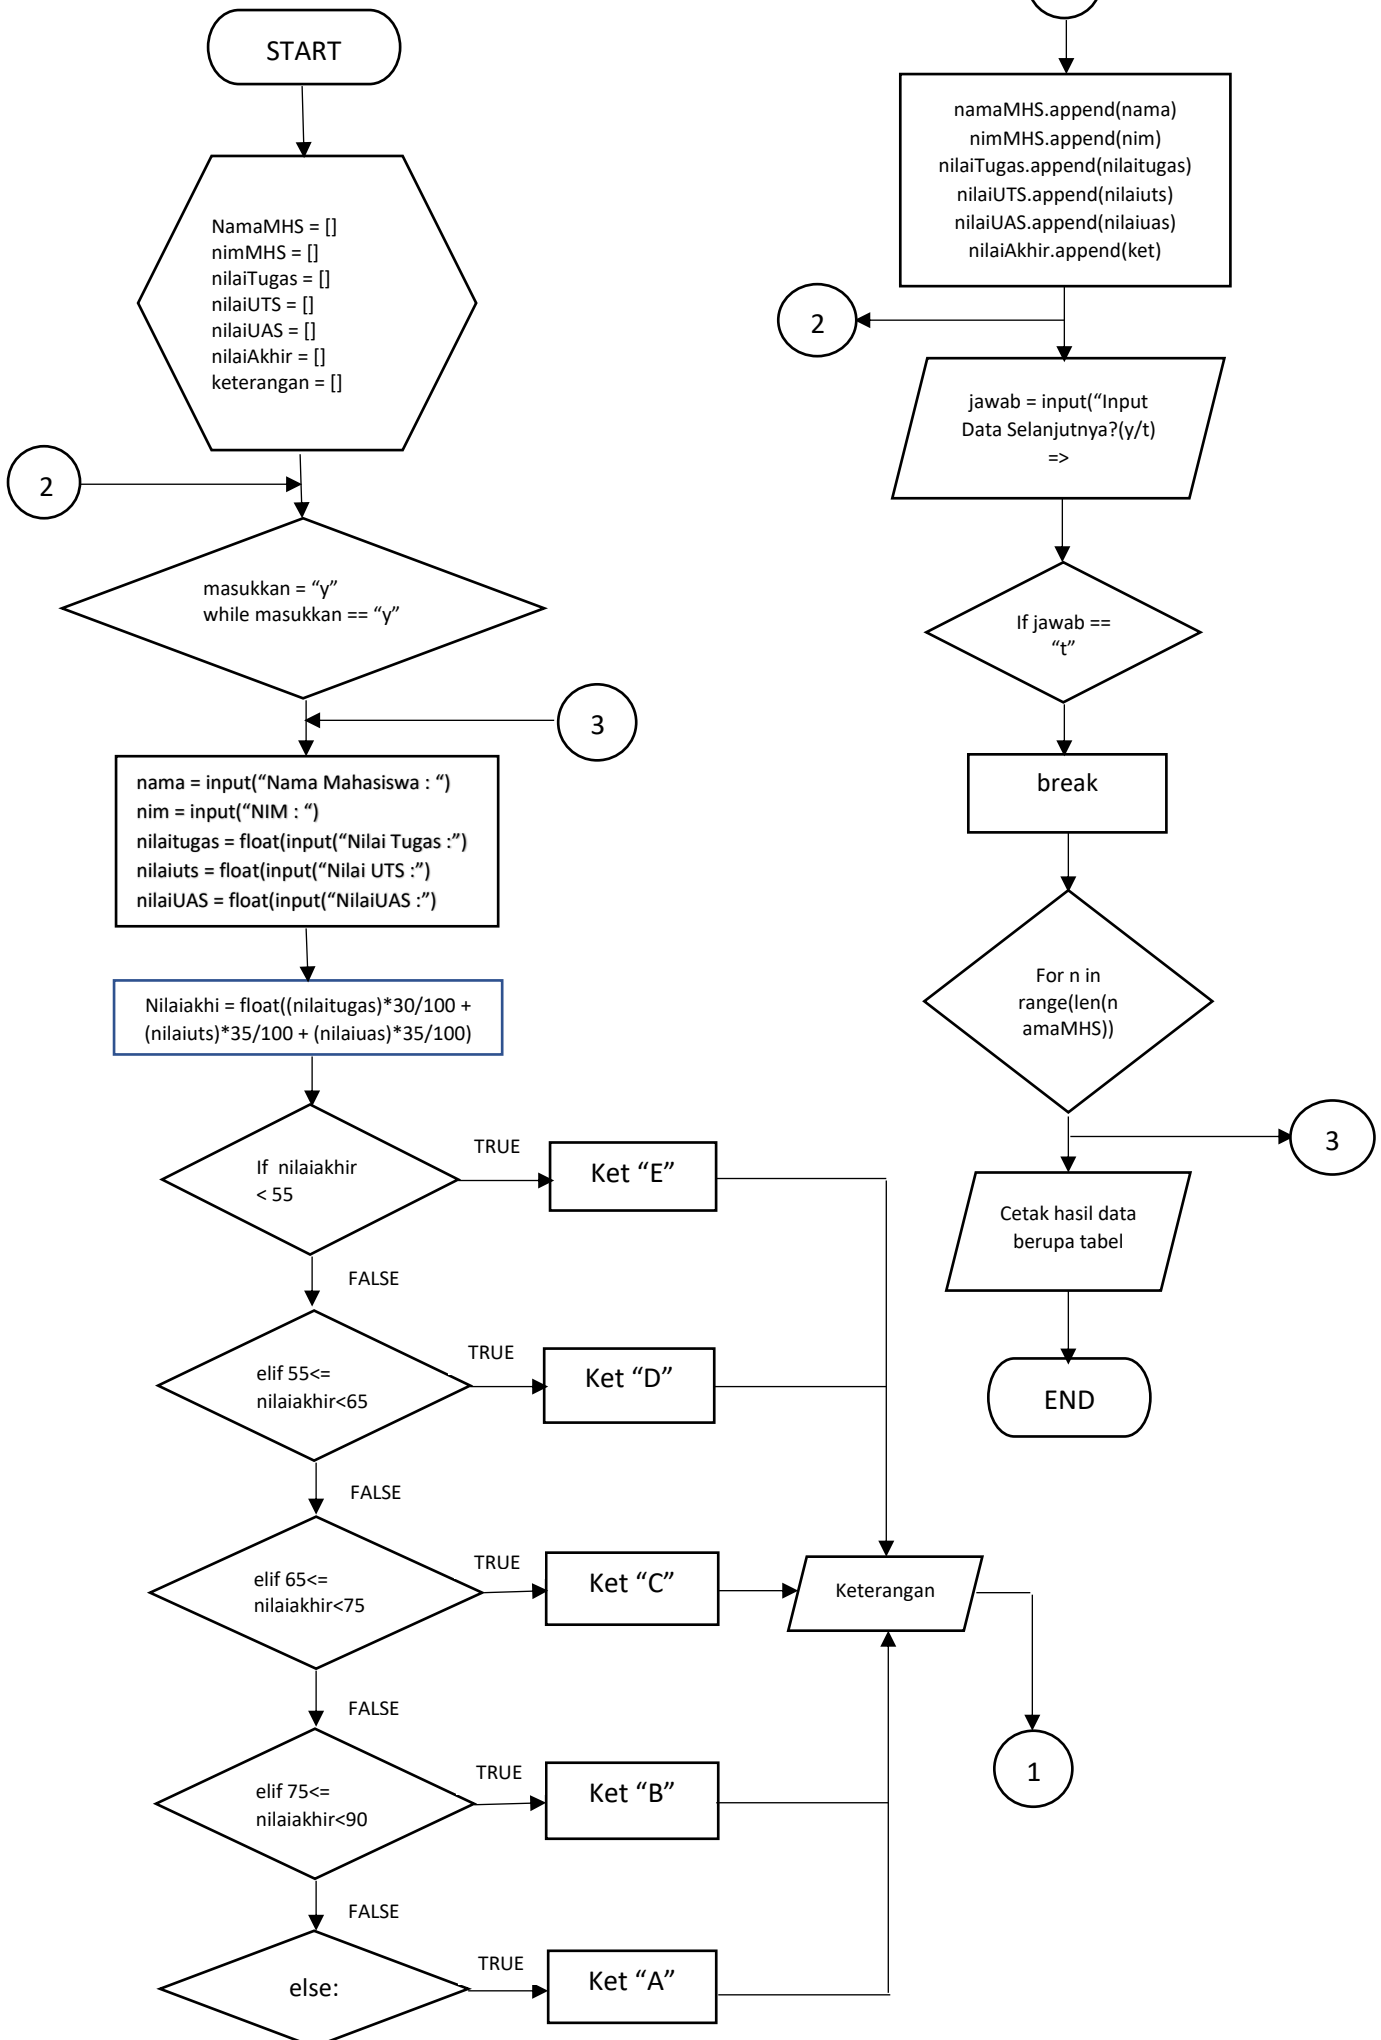 START
NamaMHS = []
nimMHS = []
nilaiTugas = []
nilaiUTS = []
nilaiUAS = []
nilaiAkhir = []
keterangan = []
2
masukkan = “y”
while masukkan == “y”
3
nama = input(“Nama Mahasiswa : “)
nim = input(“NIM : “)
nilaitugas = float(input(“Nilai Tugas :”)
nilaiuts = float(input(“Nilai UTS :”)
nilaiUAS = float(input(“NilaiUAS :”)
Nilaiakhi = float((nilaitugas)*30/100 +
(nilaiuts)*35/100 + (nilaiuas)*35/100)
If nilaiakhir
< 55
TRUE
Ket “E”
FALSE
elif 55<=
nilaiakhir<65
TRUE
Ket “D”
FALSE
elif 65<=
nilaiakhir<75
TRUE
Ket “C”
Keterangan
FALSE
elif 75<=
nilaiakhir<90
TRUE
Ket “B”
1
FALSE
else:
TRUE
Ket “A”
namaMHS.append(nama)
nimMHS.append(nim)
nilaiTugas.append(nilaitugas)
nilaiUTS.append(nilaiuts)
nilaiUAS.append(nilaiuas)
nilaiAkhir.append(ket)
2
jawab = input(“Input
Data Selanjutnya?(y/t)
=>
If jawab ==
“t”
break
For n in
range(len(n
amaMHS))
3
Cetak hasil data
berupa tabel
END